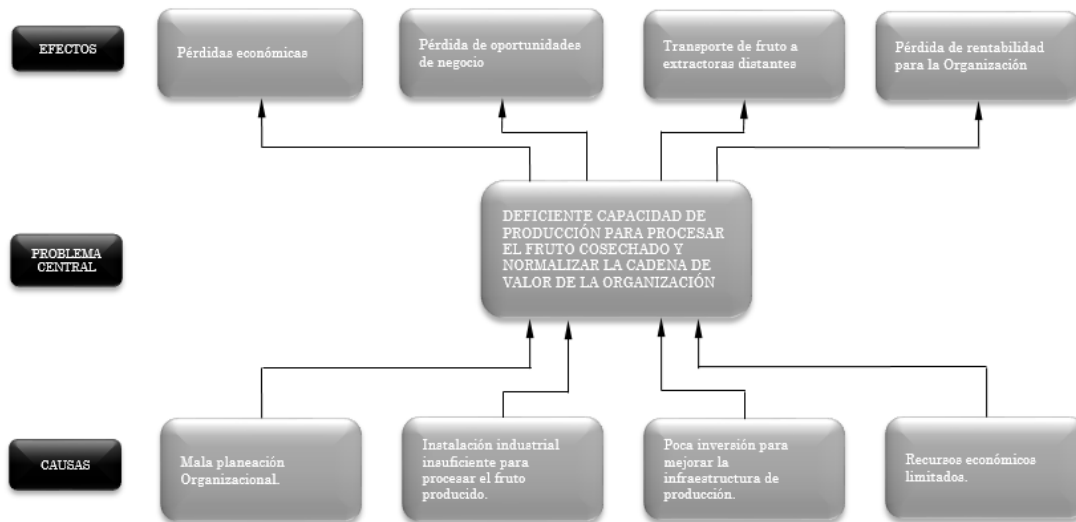 EFECTOS
Pérdidas económicas
Pérdida de oportunidades
de negocio
Transporte de fruto a
extractoras distantes
Pérdida de rentabilidad
para la Organización
PROBLEMA
CENTRAL
DEFICIENTE CAPACIDAD DE
PRODUCCIÓN PARA PROCESAR
EL FRUTO COSECHADO Y
NORMALIZAR LA CADENA DE
VALOR DE LA ORGANIZACIÓN
CAUSAS
Mala planeación
Organizacional.
Instalación industrial
insuficiente para
procesar el fruto
producido.
Poca inversión para
mejorar la
infraestructura de
producción.
Recursos económicos
limitados.